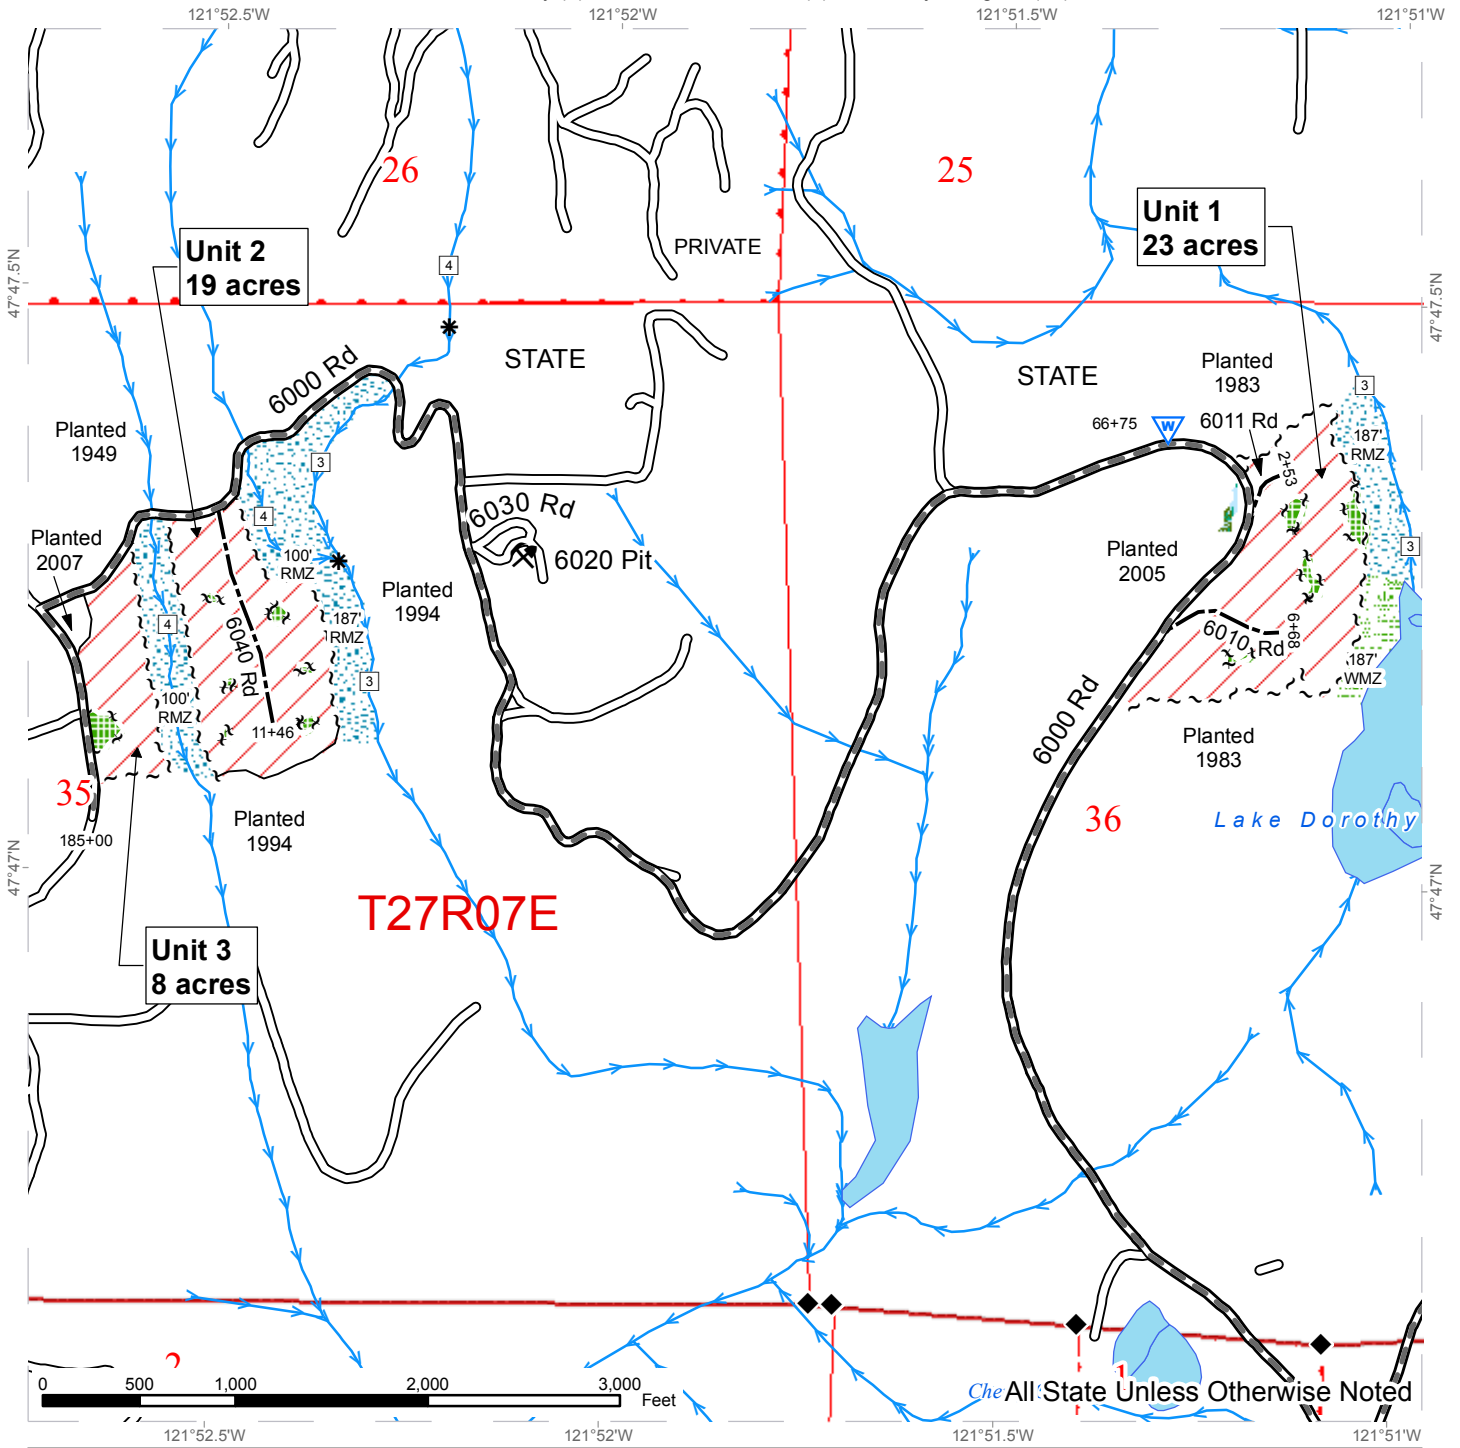 121°52.5'W
121°52'W
121°51.5'W
121°51'W
26
25
Unit 1
23 acres
Unit 2
19 acres
PRIVATE
4
47°47.5'N
47°47.5'N
STATE
STATE
6000 Rd
Planted
1983
3
6011 Rd
66+75
W
Planted
1949
187'
RMZ
3
2+53
6030 Rd
4
Planted
2007
100'
RMZ
6020 Pit
Planted
2005
3
Planted
1994
4
187'
RMZ
6040 Rd
6010 Rd
6+68
187'
WMZ
3
100'
RMZ
11+46
6000 Rd
Planted
1983
35
36
Lake Dorothy
Planted
1994
185+00
47°47'N
47°47'N
T27R07E
Unit 3
8 acres
2
1
0
500
1,000
2,000
3,000
Feet
Che
All State Unless Otherwise Noted
121°52.5'W
121°52'W
121°51.5'W
121°51'W